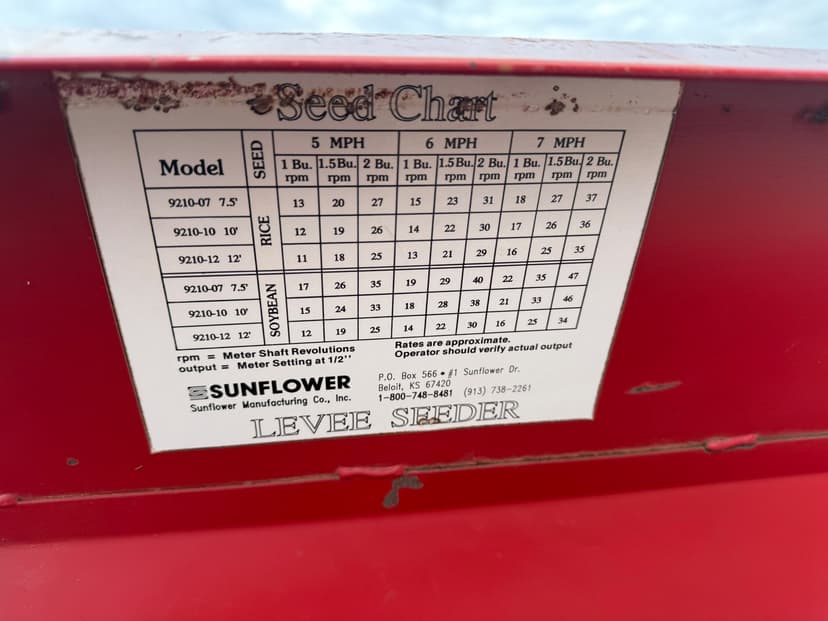 Seed Chart
Model SEED 5 MPH 6 MPH 7 MPH
1 Bu. rpm 1.5Bu. rpm 2 Bu. rpm 1 Bu. rpm 1.5Bu. rpm 2 Bu. rpm 1 Bu. rpm 1.5Bu. rpm 2 Bu. rpm
RICE
9210-07 7.5' 13 20 27 15 23 31 18 27 37
9210-10 10' 12 19 26 14 22 30 17 26 36
9210-12 12' 11 18 25 13 21 29 16 25 35
SOYBEAN
9210-07 7.5' 17 26 35 19 29 40 22 35 47
9210-10 10' 15 24 33 18 28 38 21 33 46
9210-12 12' 12 19 25 14 22 30 16 25 34
rpm = Meter Shaft Revolutions
output = Meter Setting at 1/2''
Rates are approximate.
Operator should verify actual output
SUNFLOWER
Sunflower Manufacturing Co., Inc.
P.O. Box 566 • #1 Sunflower Dr.
Beloit, KS 67420
1-800-748-8481 (913) 738-2261
LEVEE SEEDER